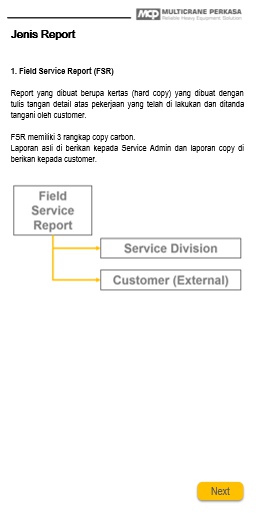 MCP MULTICRANE PERKASA
Reliable Heavy Equipment Solution
Jenis Report
1. Field Service Report (FSR)
Report yang dibuat berupa kertas (hard copy) yang dibuat dengan
tulis tangan detail atas pekerjaan yang telah di lakukan dan ditanda
tangani oleh customer.
FSR memiliki 3 rangkap copy carbon.
Laporan asli di berikan kepada Service Admin dan laporan copy di
berikan kepada customer.
Field
Service
Report
Service Division
Customer (External)
Next